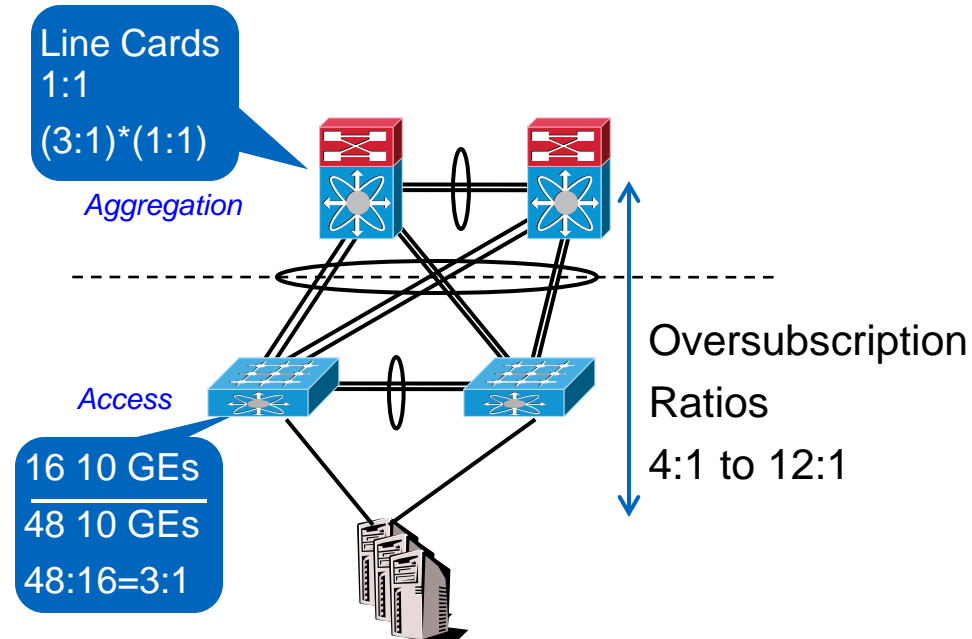 Line Cards
1:1
(3:1)*(1:1)
Aggregation
Oversubscription
Ratios
4:1 to 12:1
Access
16 10 GEs
48 10 GEs
48:16=3:1